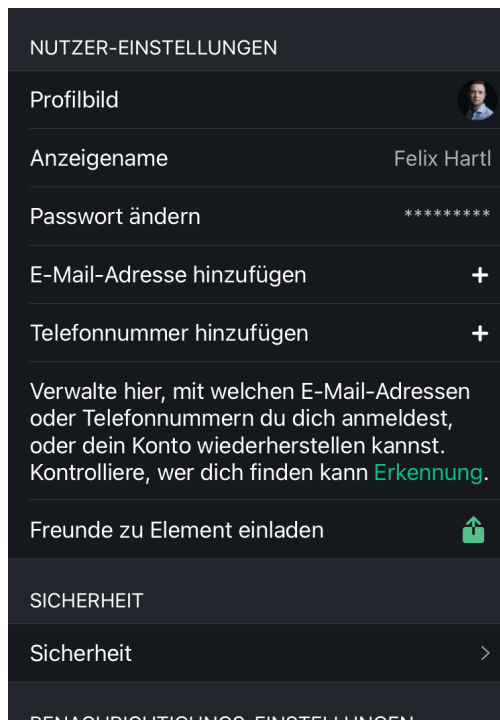 NUTZER-EINSTELLUNGEN
Profilbild
Anzeigename Felix Hartl
Passwort ändern *********
E-Mail-Adresse hinzufügen +
Telefonnummer hinzufügen +
Verwalte hier, mit welchen E-Mail-Adressen
oder Telefonnummern du dich anmeldest,
oder dein Konto wiederherstellen kannst.
Kontrolliere, wer dich finden kann Erkennung.
Freunde zu Element einladen
SICHERHEIT
Sicherheit
BENACHRICHTIGUNGS-EINSTELLUNGEN